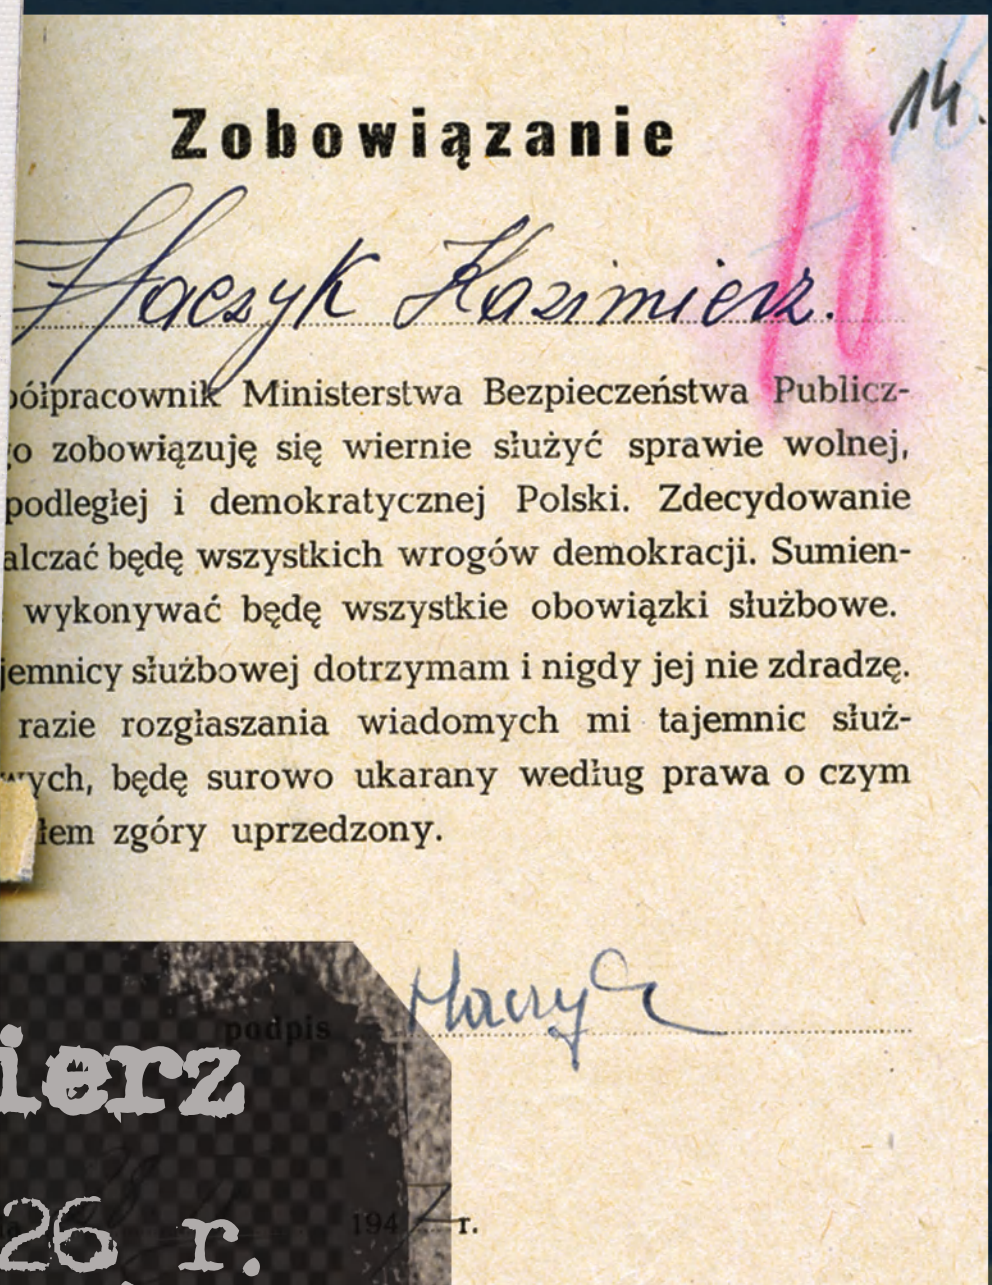 14.
Zobowiązanie
Haczyk Kazimierz.
ółpracownik Ministerstwa Bezpieczeństwa Publicz-
o zobowiązuję się wiernie służyć sprawie wolnej,
podległej i demokratycznej Polski. Zdecydowanie
alczać będę wszystkich wrogów demokracji. Sumien-
wykonywać będę wszystkie obowiązki służbowe.
jemnicy służbowej dotrzymam i nigdy jej nie zdradzę.
razie rozgłaszania wiadomych mi tajemnic służ-
wych, będę surowo ukarany według prawa o czym
łem zgóry uprzedzony.
podpis Haczyk
ierz
1947 r.
26 r.